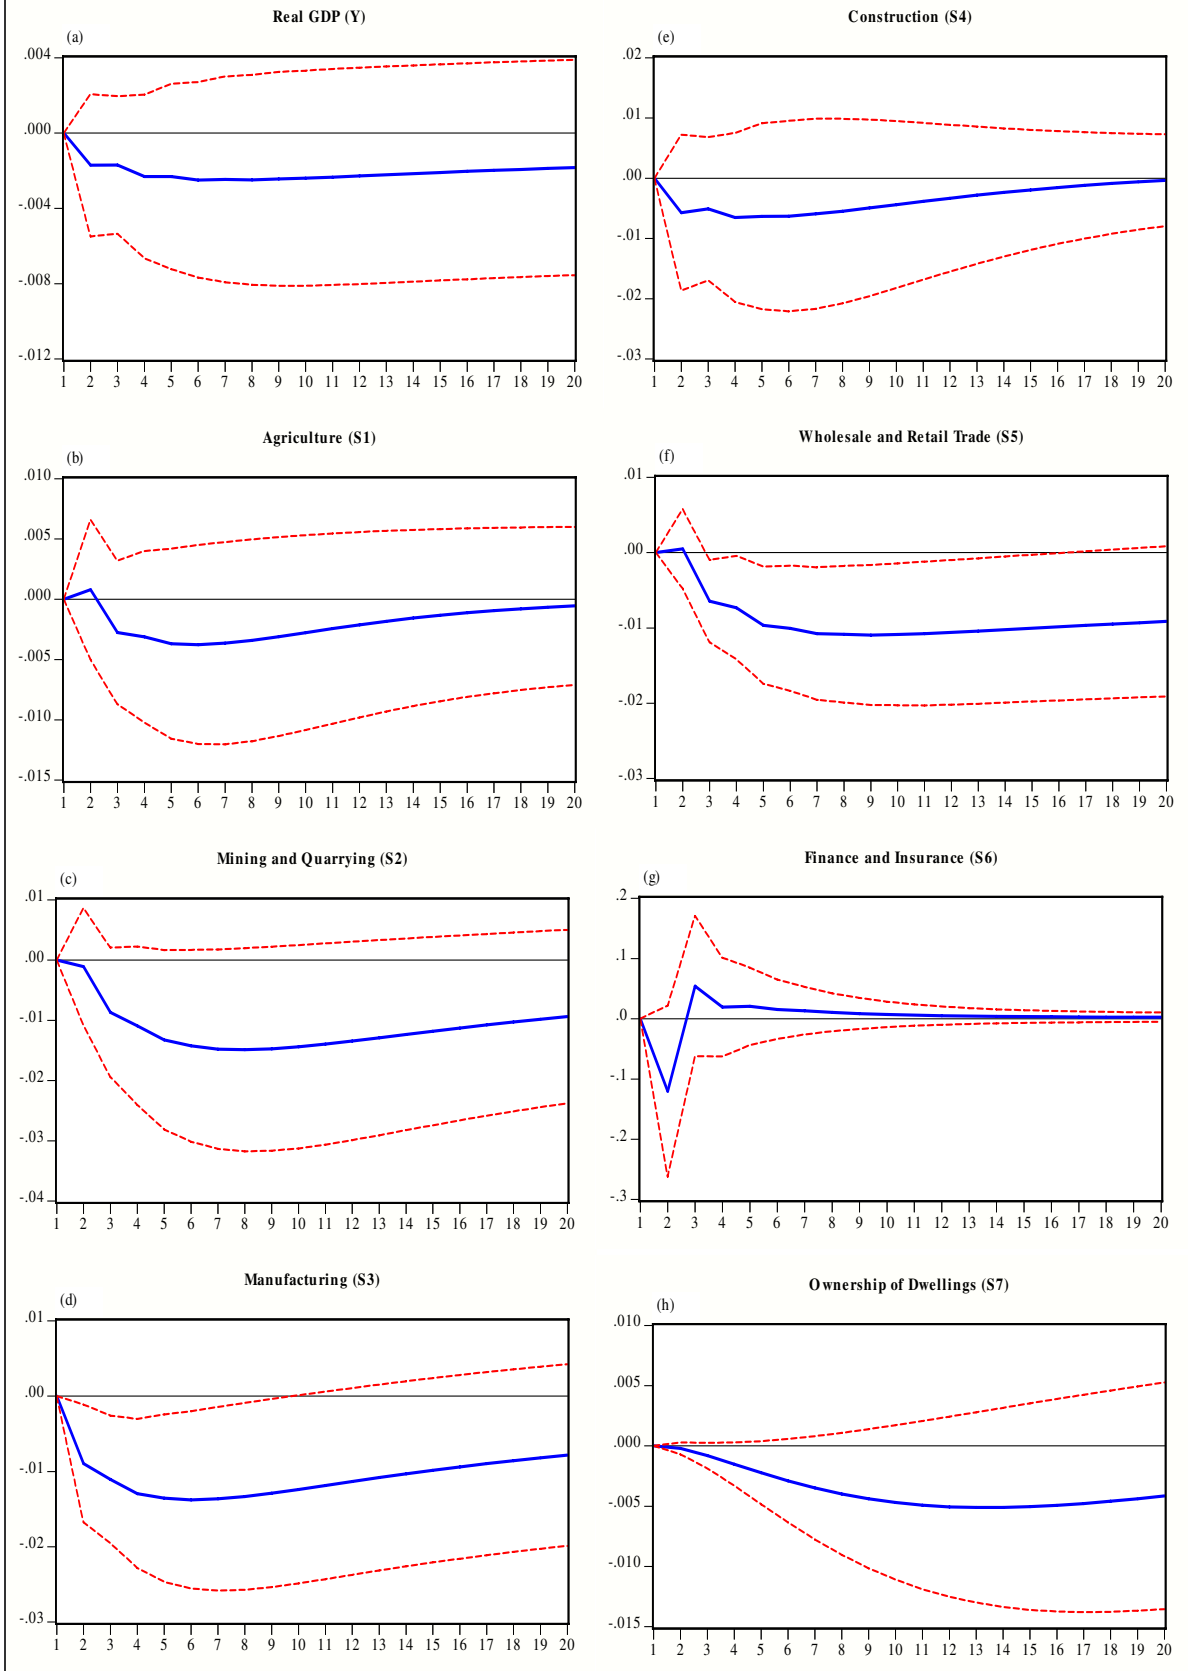 Real GDP (Y)
(a)
.004
.000
-.004
-.008
-.012
1 2 3 4 5 6 7 8 9 10 11 12 13 14 15 16 17 18 19 20
Construction (S4)
(e)
.02
.01
.00
-.01
-.02
-.03
1 2 3 4 5 6 7 8 9 10 11 12 13 14 15 16 17 18 19 20
Agriculture (S1)
(b)
.010
.005
.000
-.005
-.010
-.015
1 2 3 4 5 6 7 8 9 10 11 12 13 14 15 16 17 18 19 20
Wholesale and Retail Trade (S5)
(f)
.01
.00
-.01
-.02
-.03
1 2 3 4 5 6 7 8 9 10 11 12 13 14 15 16 17 18 19 20
Mining and Quarrying (S2)
(c)
.01
.00
-.01
-.02
-.03
-.04
1 2 3 4 5 6 7 8 9 10 11 12 13 14 15 16 17 18 19 20
Finance and Insurance (S6)
(g)
.2
.1
.0
-.1
-.2
-.3
1 2 3 4 5 6 7 8 9 10 11 12 13 14 15 16 17 18 19 20
Manufacturing (S3)
(d)
.01
.00
-.01
-.02
-.03
1 2 3 4 5 6 7 8 9 10 11 12 13 14 15 16 17 18 19 20
Ownership of Dwellings (S7)
(h)
.010
.005
.000
-.005
-.010
-.015
1 2 3 4 5 6 7 8 9 10 11 12 13 14 15 16 17 18 19 20